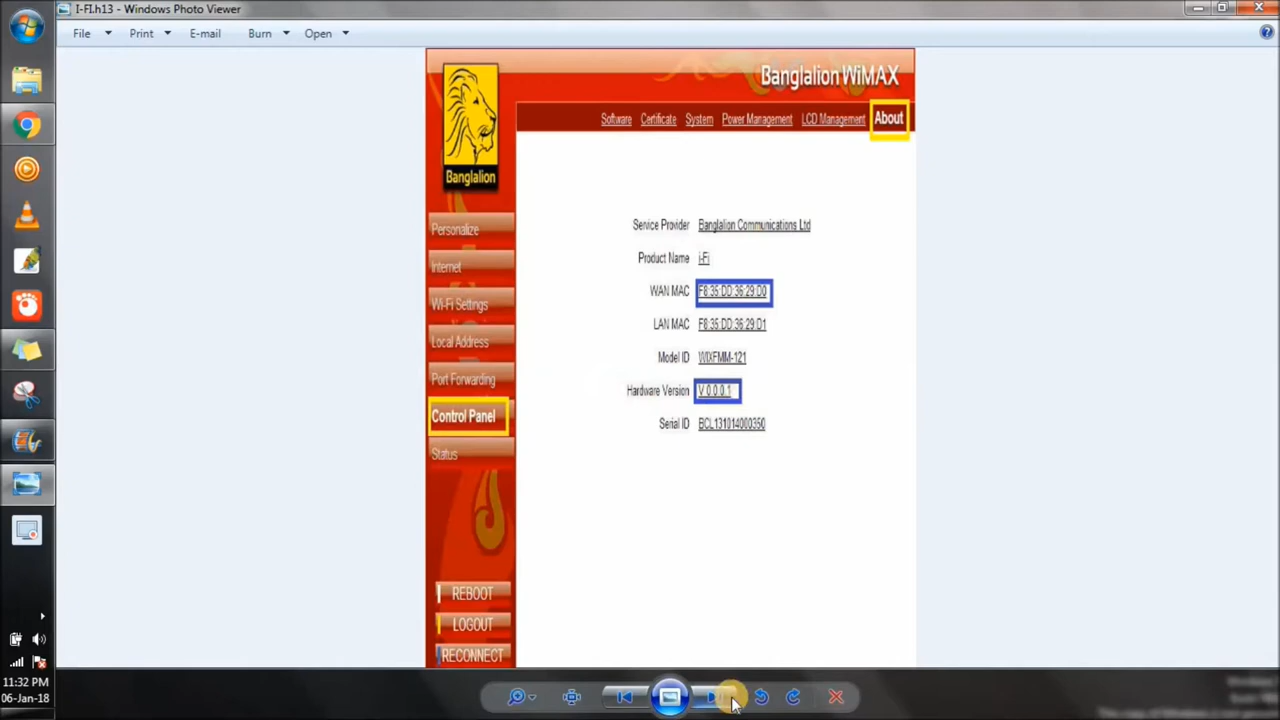 I-FI.h13 - Windows Photo Viewer
File Print E-mail Burn Open
Banglalion WiMAX
Software Certificate System Power Management LCD Management About
Banglalion
Personalize
Internet
Wi-Fi Settings
Local Address
Port Forwarding
Control Panel
Status
Service Provider Banglalion Communications Ltd
Product Name i-Fi
WAN MAC F8:35:DD:36:29:D0
LAN MAC F8:35:DD:36:29:D1
Model ID WIXFMM-121
Hardware Version V.0.0.0.1
Serial ID BCL131014000350
REBOOT
LOGOUT
RECONNECT
11:32 PM
06-Jan-18